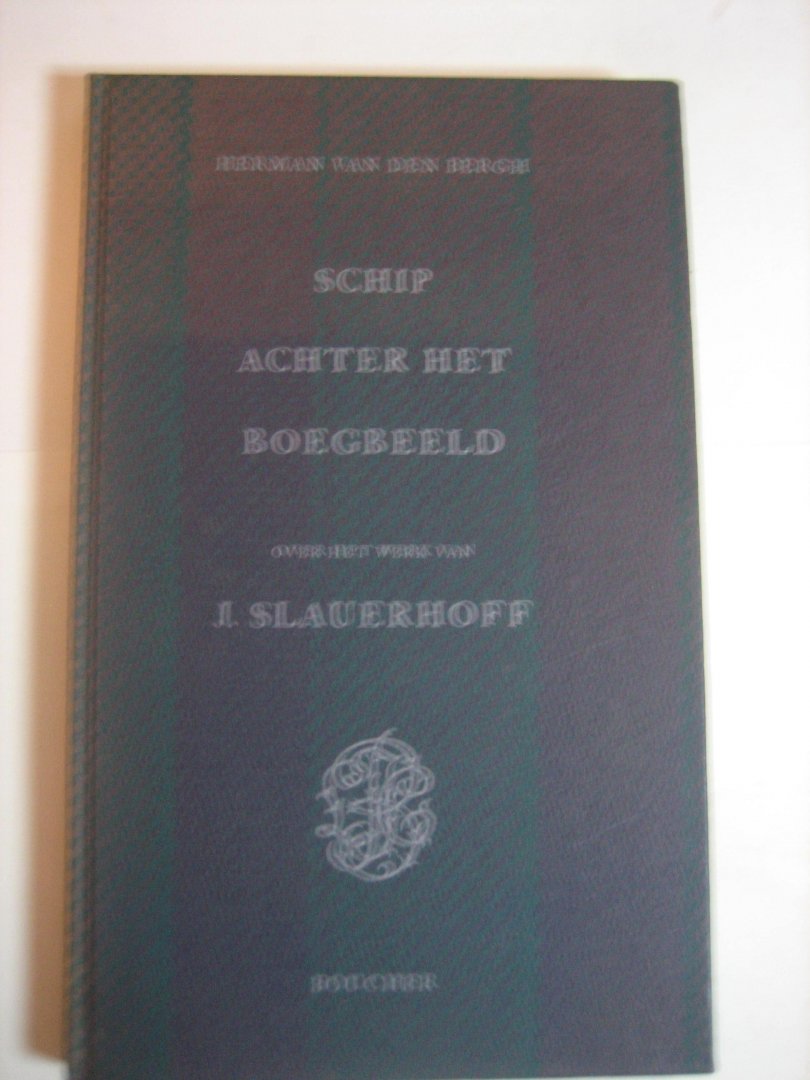 HERMAN VAN DEN BERGH
SCHIP
ACHTER HET
BOEGBEELD
OVER HET WERK VAN
J. SLAUERHOFF
BOUCHER